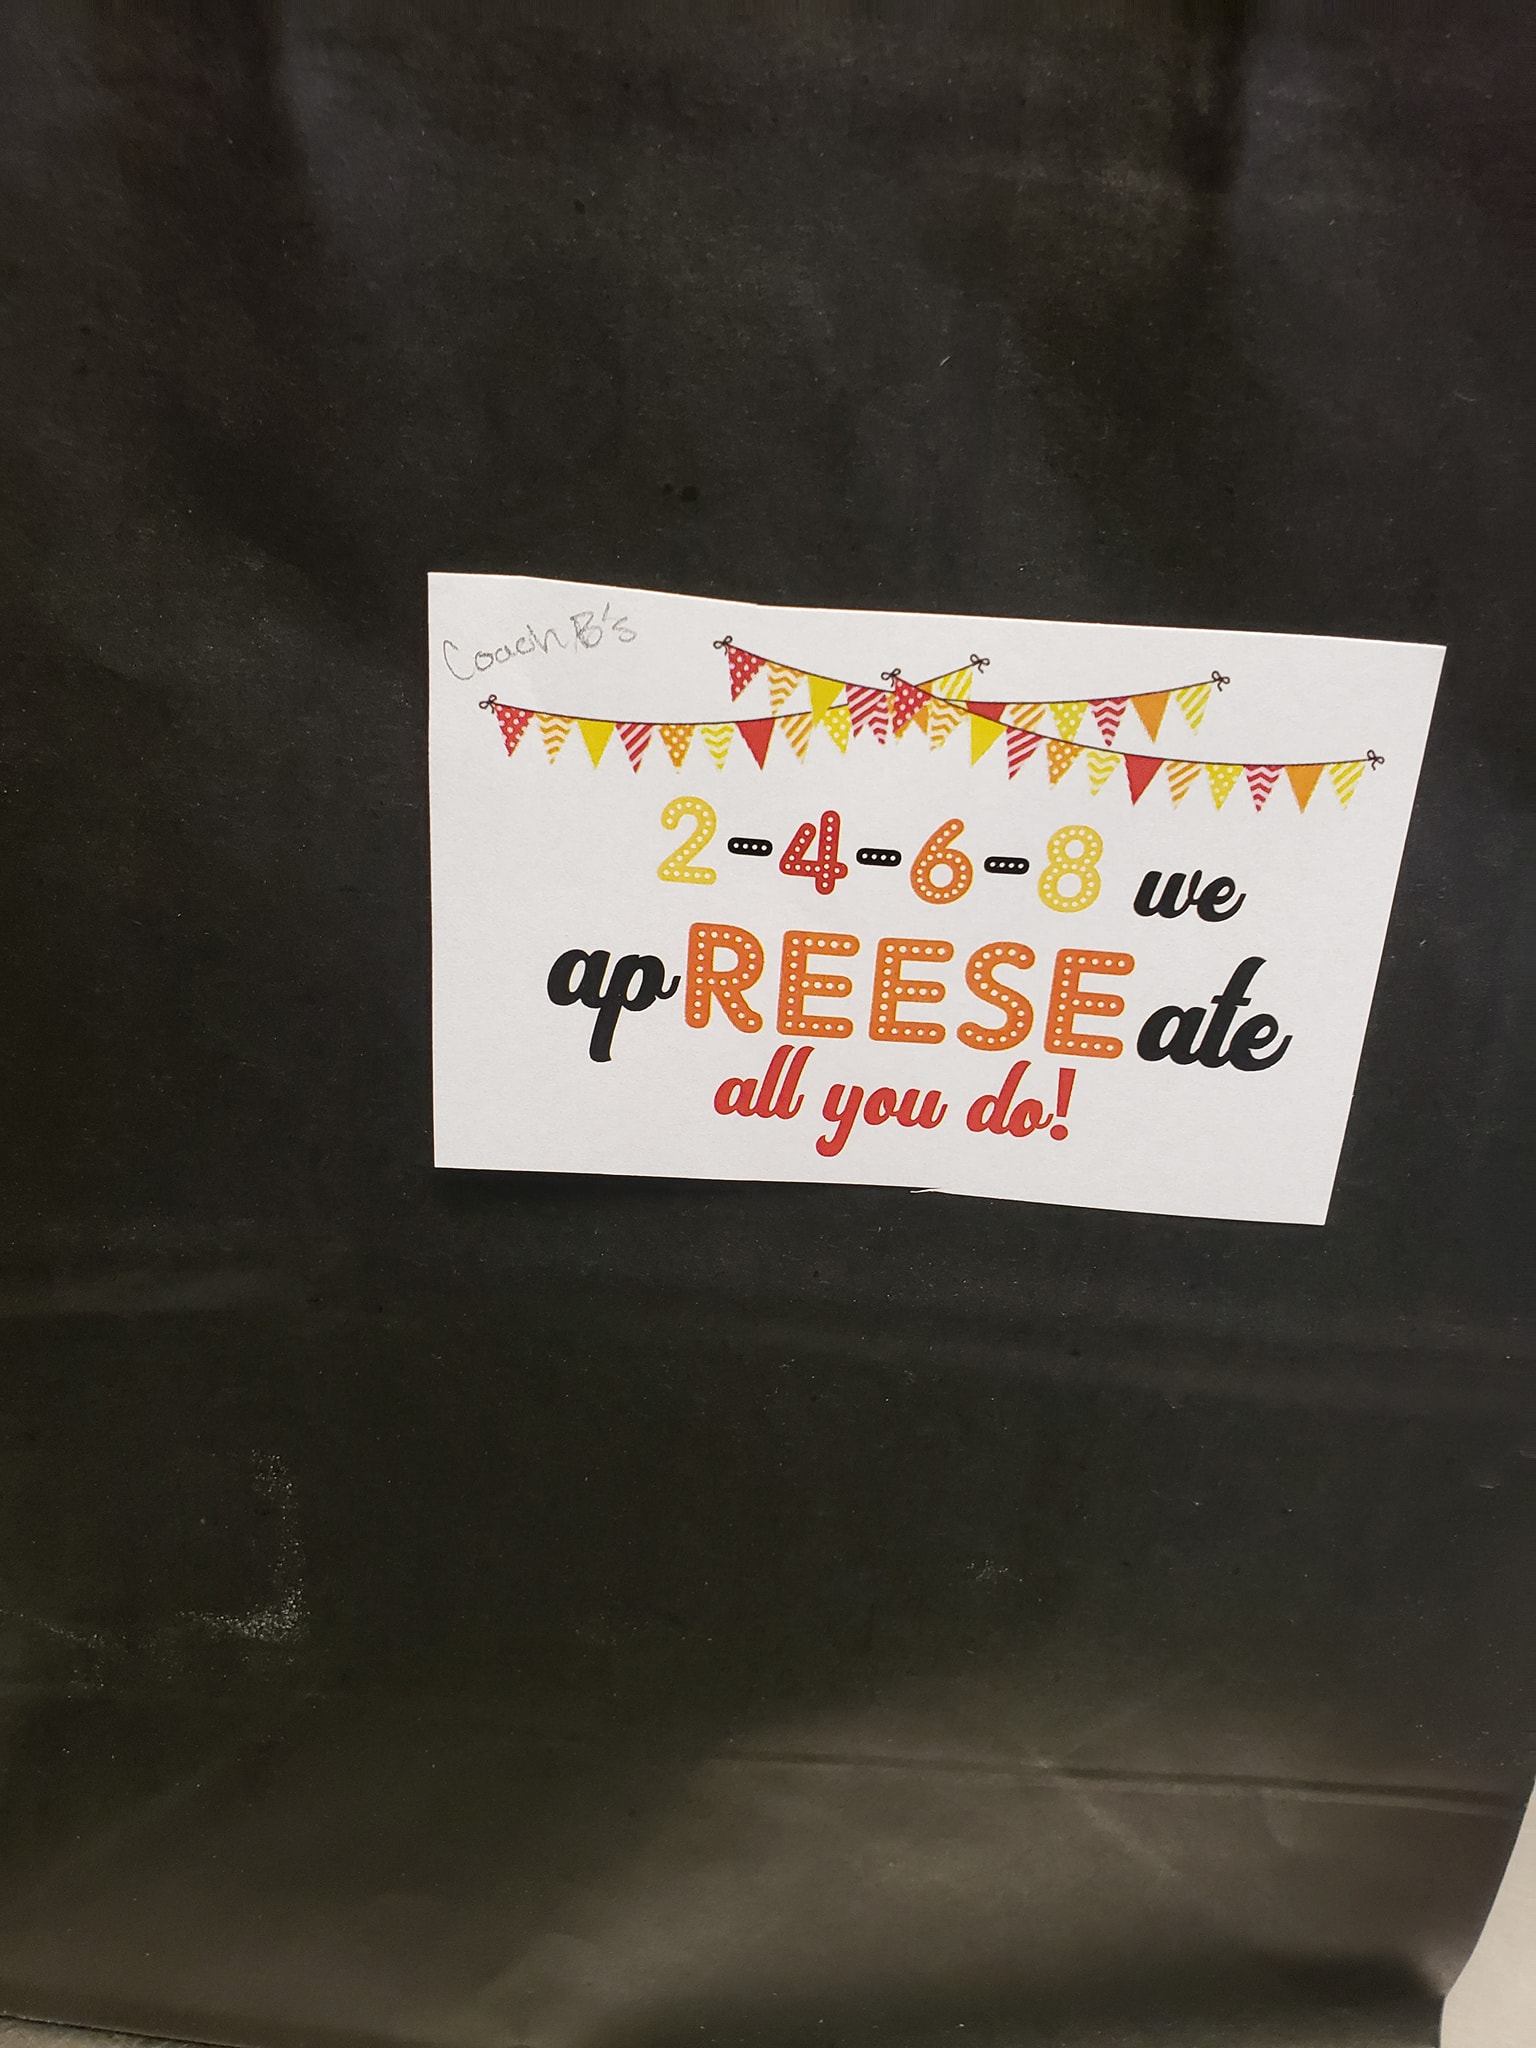 Coach B's
2-4-6-8 we
apREESEate
all you do!